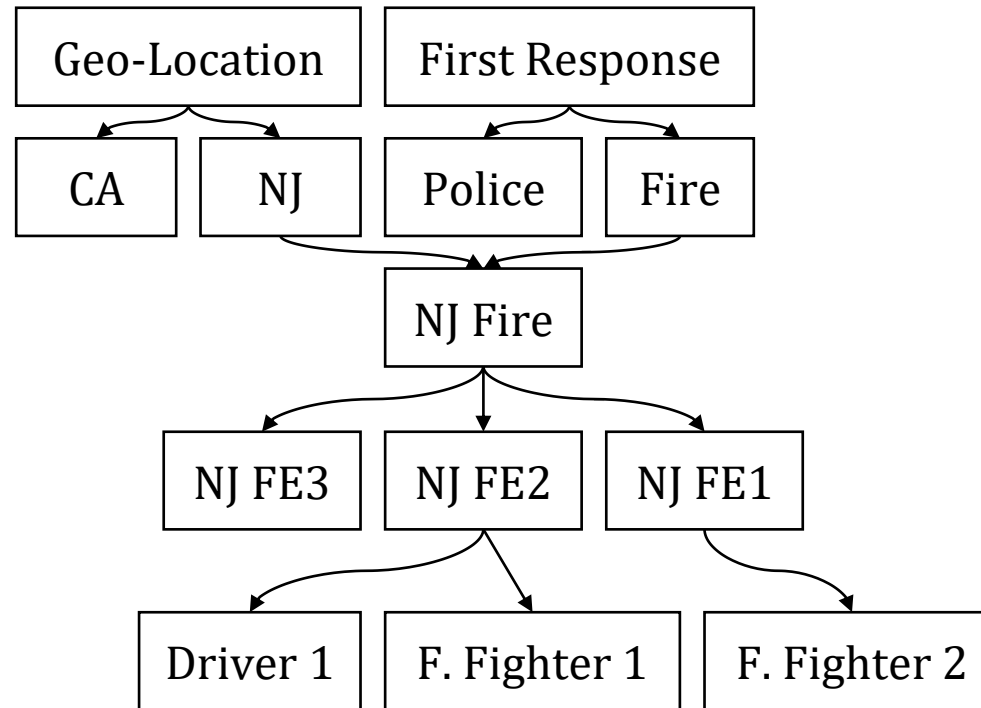 Geo-Location
First Response
CA
NJ
Police
Fire
NJ Fire
NJ FE3
NJ FE2
NJ FE1
Driver 1
F. Fighter 1
F. Fighter 2